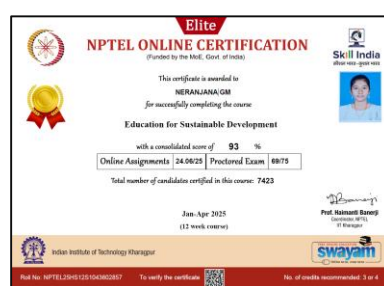 Elite
NPTEL ONLINE CERTIFICATION
(Funded by the MoE, Govt. of India)
Skill India
This certificate is awarded to
NERANJANA|GM
for successfully completing the course
Education for Sustainable Development
with a consolidated score of 93 %
Online Assignments 24.06/25 Proctored Exam 69/75
Total number of candidates certified in this course: 7423
Jan-Apr 2025
(12 week course)
Prof. Haimanti Banerji
Coordinator, NPTEL
IIT Kharagpur
Indian Institute of Technology Kharagpur
swayam
Roll No: NPTEL25HS12S1043602857 To verify the certificate No. of credits recommended: 3 or 4